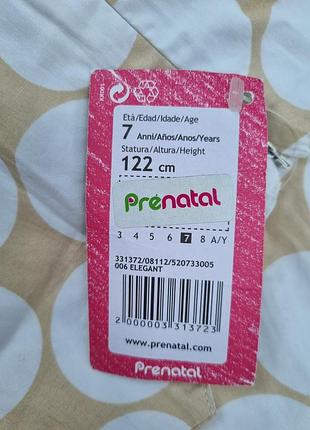 Età/Edad/Idade/Age
7 Anni/Años/Anos/Years
Statura/Altura/Height
122 cm
Prénatal
3 4 5 6 7 8 A/Y
331372/08112/520733005
006 ELEGANT
2 000003 313723
www.prenatal.com
Prenatal